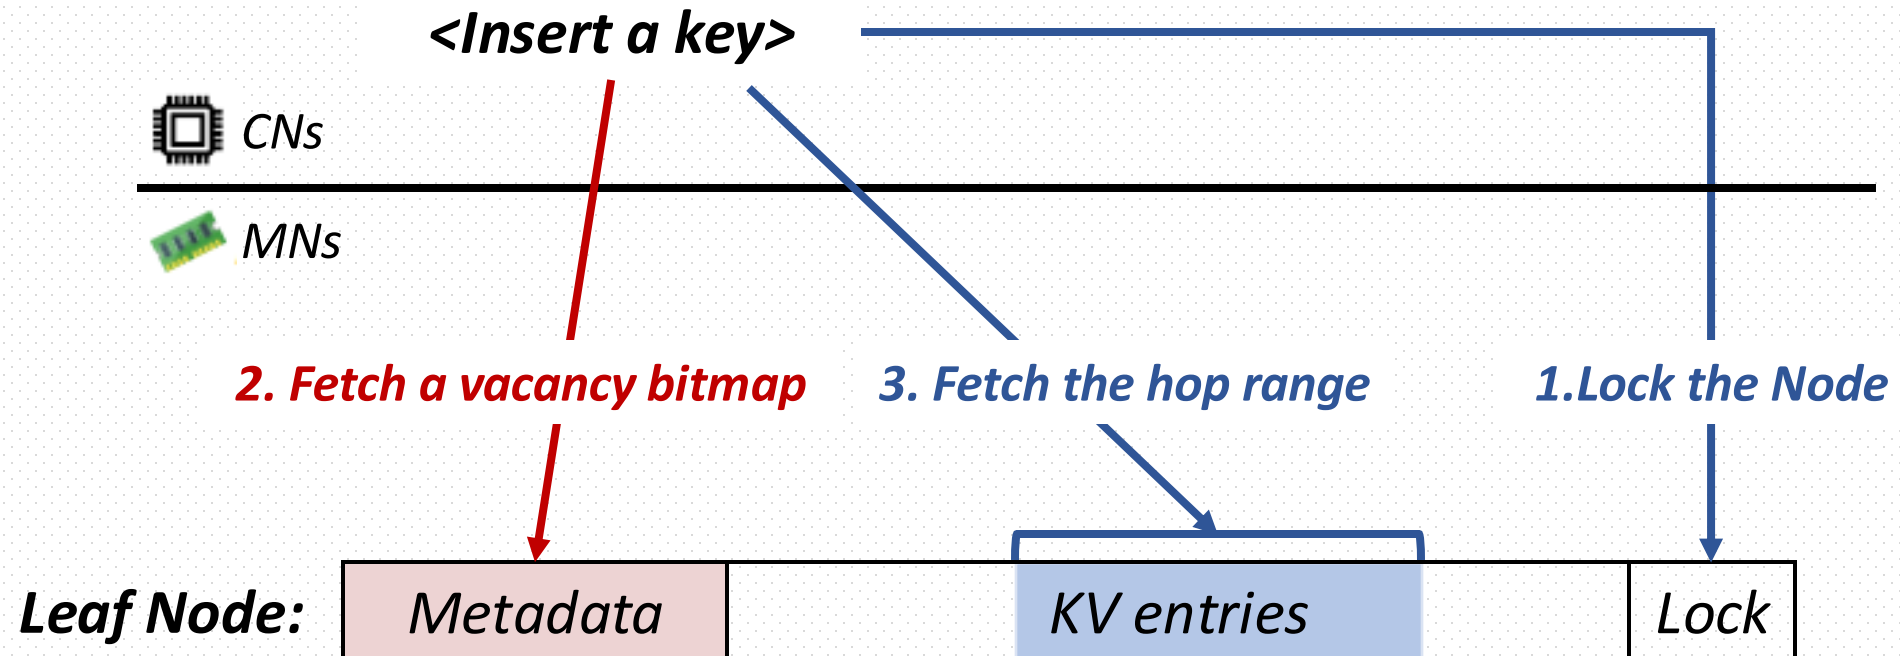 <Insert a key>
CNs
MNs
2. Fetch a vacancy bitmap
3. Fetch the hop range
1.Lock the Node
Leaf Node:
Metadata
KV entries
Lock